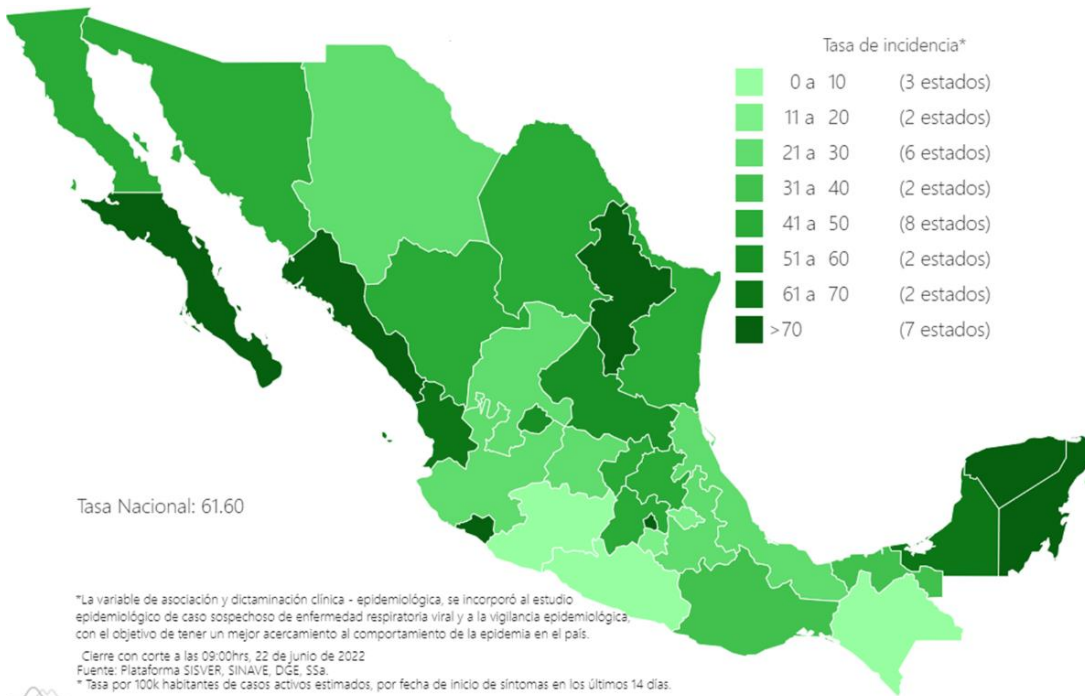 Tasa de incidencia*
0 a 10 (3 estados)
11 a 20 (2 estados)
21 a 30 (6 estados)
31 a 40 (2 estados)
41 a 50 (8 estados)
51 a 60 (2 estados)
61 a 70 (2 estados)
>70 (7 estados)
Tasa Nacional: 61.60
*La variable de asociación y dictaminación clínica - epidemiológica, se incorporó al estudio
epidemiológico de caso sospechoso de enfermedad respiratoria viral y a la vigilancia epidemiológica,
con el objetivo de tener un mejor acercamiento al comportamiento de la epidemia en el país.
Cierre con corte a las 09:00hrs, 22 de junio de 2022
Fuente: Plataforma SISVER, SINAVE, DGE, SSa.
* Tasa por 100k habitantes de casos activos estimados, por fecha de inicio de síntomas en los últimos 14 días.